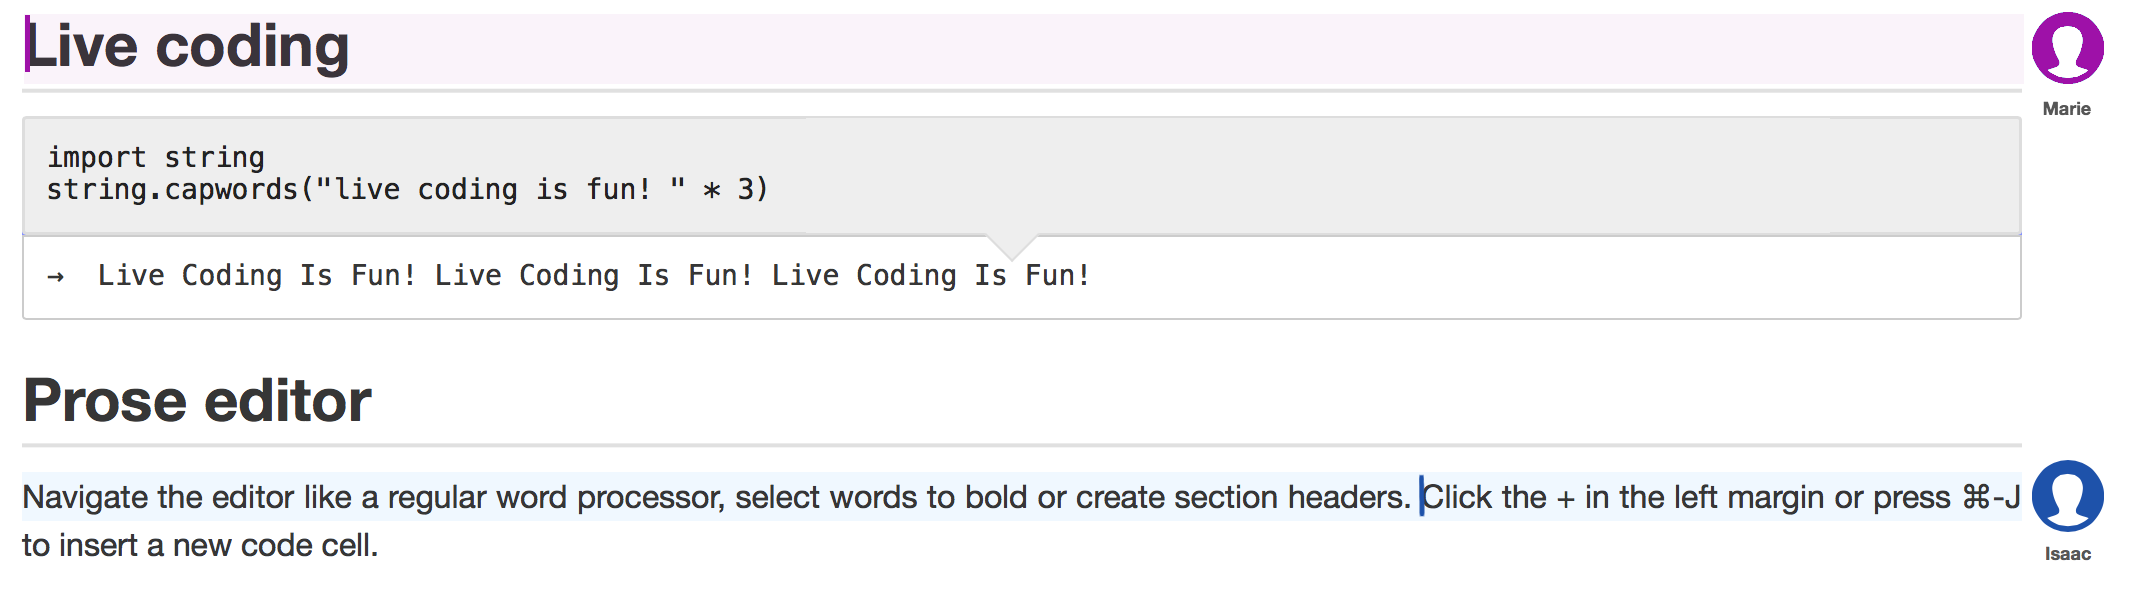 Live coding
Marie
import string
string.capwords("live coding is fun! " * 3)
→ Live Coding Is Fun! Live Coding Is Fun! Live Coding Is Fun!
Prose editor
Navigate the editor like a regular word processor, select words to bold or create section headers. Click the + in the left margin or press ⌘-J
to insert a new code cell.
Isaac